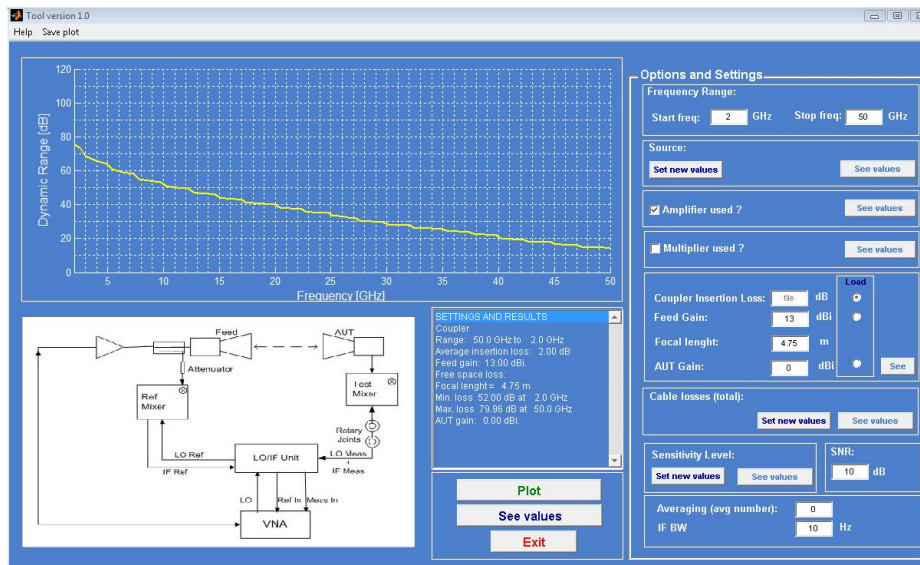 Tool version 1.0
Help Save plot
Dynamic Range [dB]
120
100
80
60
40
20
0
5 10 15 20 25 30 35 40 45 50
Frequency [GHz]
Feed
AUT
Attenuator
Ref
Mixer
Test
Mixer
Rotary
Joints
LO Ref
IF Ref
LO/IF Unit
LO Meas
+
IF Meas
LO
Ref In
Meas In
VNA
SETTINGS AND RESULTS
Coupler
Range: 50.0 GHz to 2.0 GHz
Average insertion loss: 2.00 dB
Feed gain: 13.00 dBi.
Free space loss:
Focal lenght = 4.75 m
Min. loss 52.00 dB at 2.0 GHz
Max. loss 79.96 dB at 50.0 GHz
AUT gain: 0.00 dBi.
Plot
See values
Exit
Options and Settings
Frequency Range:
Start freq: 2 GHz Stop freq: 50 GHz
Source:
Set new values See values
Amplifier used ? See values
Multiplier used ? See values
Load
Coupler Insertion Loss: file dB
Feed Gain: 13 dBi
Focal lenght: 4.75 m
AUT Gain: 0 dBi See
Cable losses (total):
Set new values See values
Sensitivity Level:
Set new values See values
SNR:
10 dB
Averaging (avg number): 0
IF BW 10 Hz